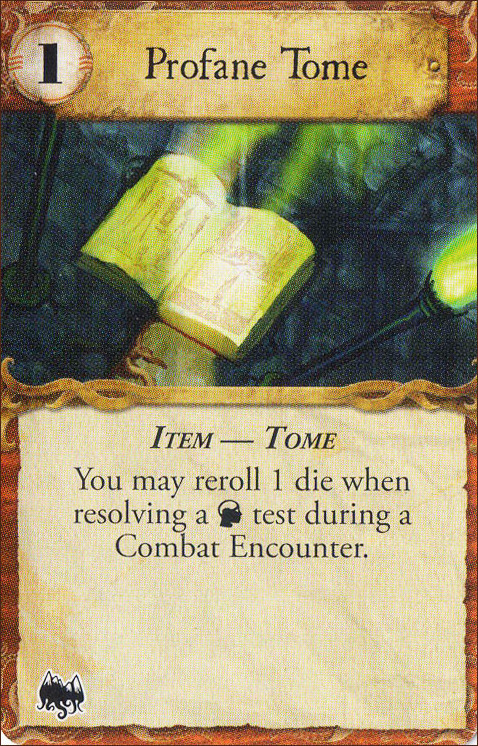 1
Profane Tome
ITEM — TOME
You may reroll 1 die when
resolving a test during a
Combat Encounter.